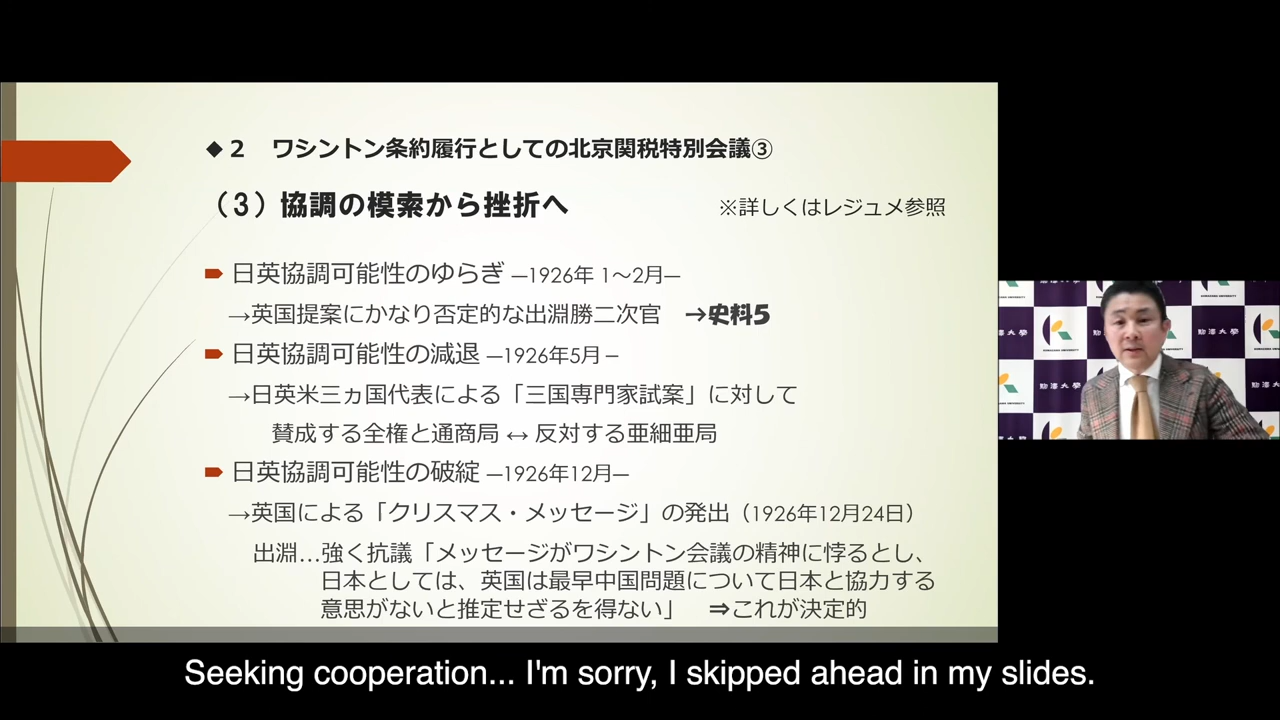 ◆２　ワシントン条約履行としての北京関税特別会議③
（３）協調の模索から挫折へ
※詳しくはレジュメ参照
日英協調可能性のゆらぎ ―1926年 1～2月―
→英国提案にかなり否定的な出淵勝二次官　→史料5
日英協調可能性の減退 ―1926年5月 –
→日英米三ヵ国代表による「三国専門家試案」に対して
賛成する全権と通商局 ↔ 反対する亜細亜局
日英協調可能性の破綻 ―1926年12月―
→英国による「クリスマス・メッセージ」の発出（1926年12月24日）
出淵…強く抗議「メッセージがワシントン会議の精神に悖るとし、
日本としては、英国は最早中国問題について日本と協力する
意思がないと推定せざるを得ない」　⇒これが決定的
駒澤大學
KOMAZAWA UNIVERSITY
Seeking cooperation... I'm sorry, I skipped ahead in my slides.